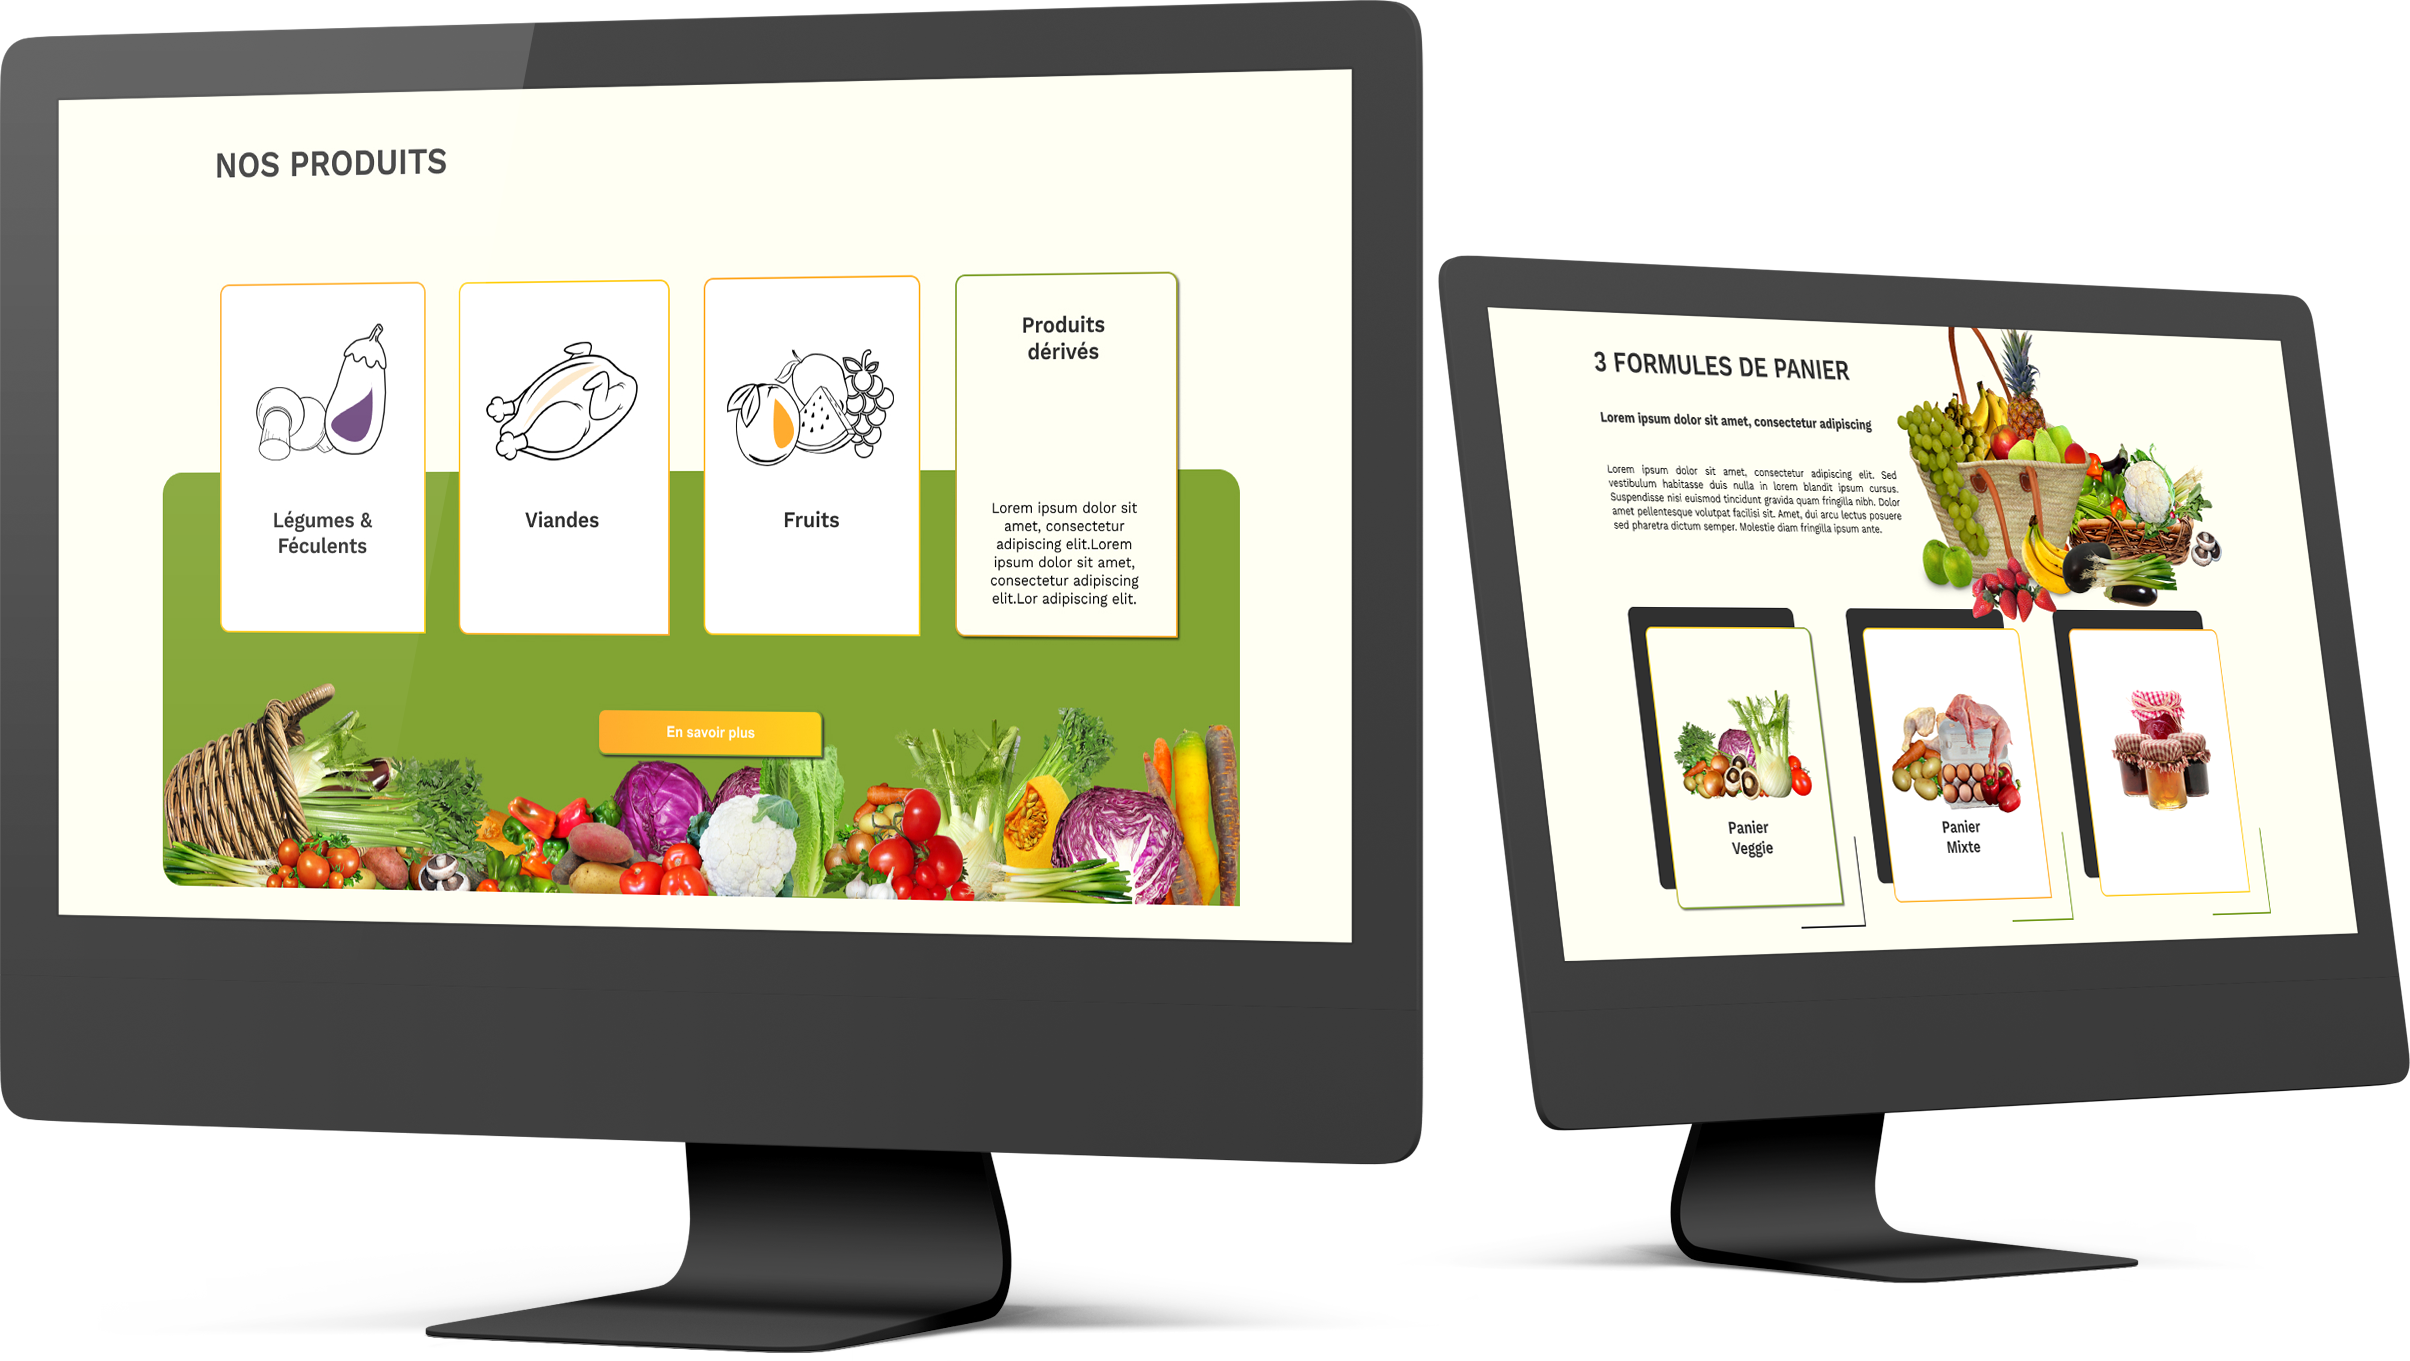 NOS PRODUITS
Légumes &
Féculents
Viandes
Fruits
Produits
dérivés
Lorem ipsum dolor sit
amet, consectetur
adipiscing elit.Lorem
ipsum dolor sit amet,
consectetur adipiscing
elit.Lor adipiscing elit.
En savoir plus
3 FORMULES DE PANIER
Lorem ipsum dolor sit amet, consectetur adipiscing
Lorem ipsum dolor sit amet, consectetur adipiscing elit. Sed
vestibulum habitasse duis nulla in lorem blandit ipsum cursus.
Suspendisse nisi euismod tincidunt gravida quam fringilla nibh. Dolor
amet pellentesque volutpat facilisi sit. Amet, dui arcu lectus posuere
sed pharetra dictum semper. Molestie diam fringilla ipsum ante.
Panier
Veggie
Panier
Mixte